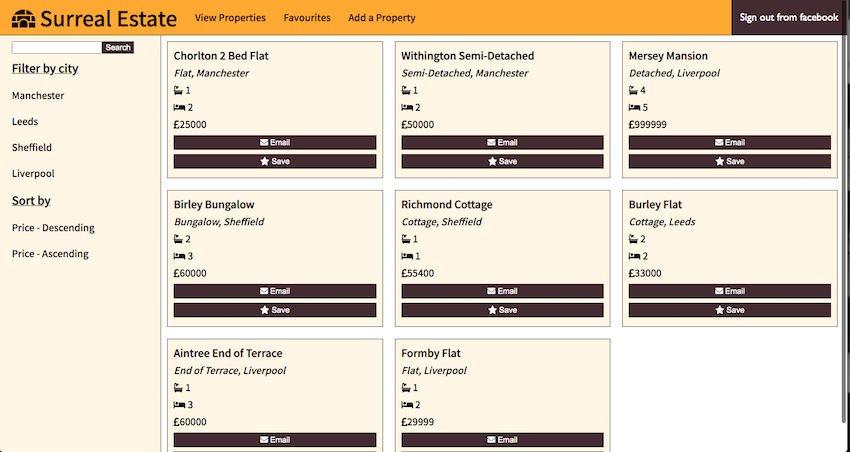 Surreal Estate
View Properties
Favourites
Add a Property
Sign out from facebook
Search
Filter by city
Manchester
Leeds
Sheffield
Liverpool
Sort by
Price - Descending
Price - Ascending
Chorlton 2 Bed Flat
Flat, Manchester
1
2
£25000
Email
Save
Withington Semi-Detached
Semi-Detached, Manchester
1
2
£50000
Email
Save
Mersey Mansion
Detached, Liverpool
4
5
£999999
Email
Save
Birley Bungalow
Bungalow, Sheffield
2
3
£60000
Email
Save
Richmond Cottage
Cottage, Sheffield
1
1
£55400
Email
Save
Burley Flat
Cottage, Leeds
2
2
£33000
Email
Save
Aintree End of Terrace
End of Terrace, Liverpool
1
3
£60000
Email
Formby Flat
Flat, Liverpool
1
2
£29999
Email